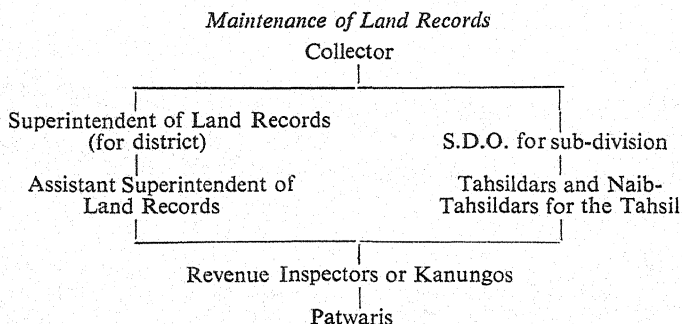 Maintenance of Land Records
Collector
Superintendent of Land Records
(for district)
Assistant Superintendent of
Land Records
S.D.O. for sub-division
Tahsildars and Naib-
Tahsildars for the Tahsil
Revenue Inspectors or Kanungos
Patwaris